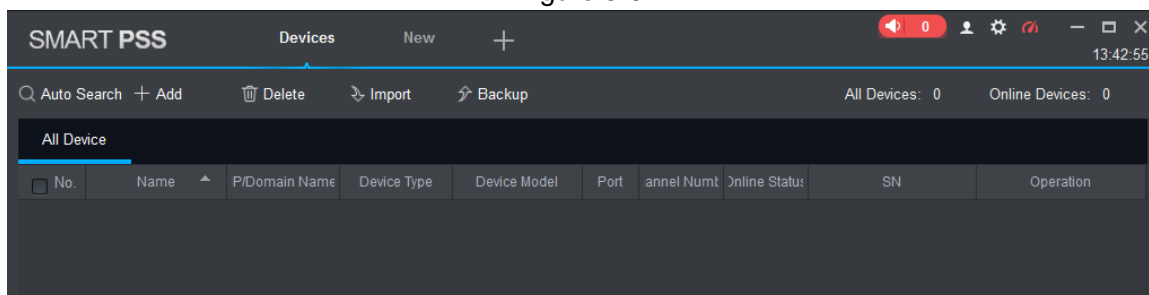 SMART PSS Devices New 0
13:42:55
Auto Search Add Delete Import Backup All Devices: 0 Online Devices: 0
All Device
No. Name P/Domain Name Device Type Device Model Port annel Numb Online Status SN Operation